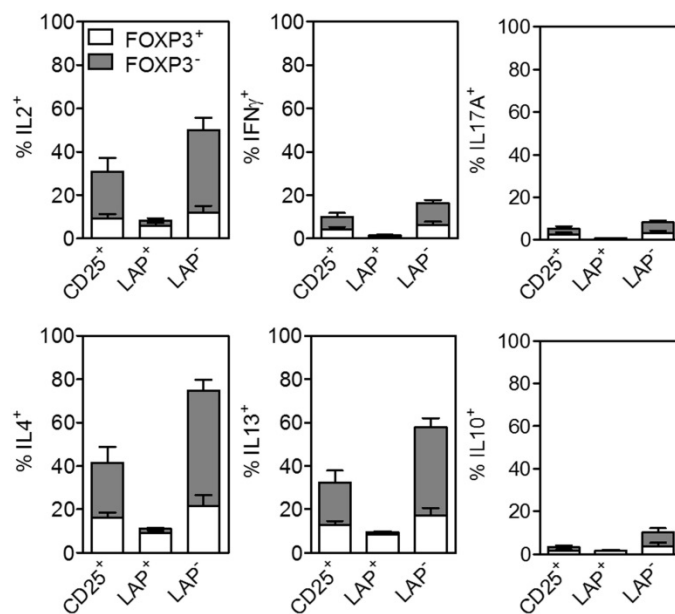 100
80
60
40
20
0
% IL2⁺
FOXP3⁺
FOXP3⁻
CD25⁺
LAP⁺
LAP⁻
100
80
60
40
20
0
% IFNγ⁺
CD25⁺
LAP⁺
LAP⁻
100
80
60
40
20
0
% IL17A⁺
CD25⁺
LAP⁺
LAP⁻
100
80
60
40
20
0
% IL4⁺
CD25⁺
LAP⁺
LAP⁻
100
80
60
40
20
0
% IL13⁺
CD25⁺
LAP⁺
LAP⁻
100
80
60
40
20
0
% IL10⁺
CD25⁺
LAP⁺
LAP⁻